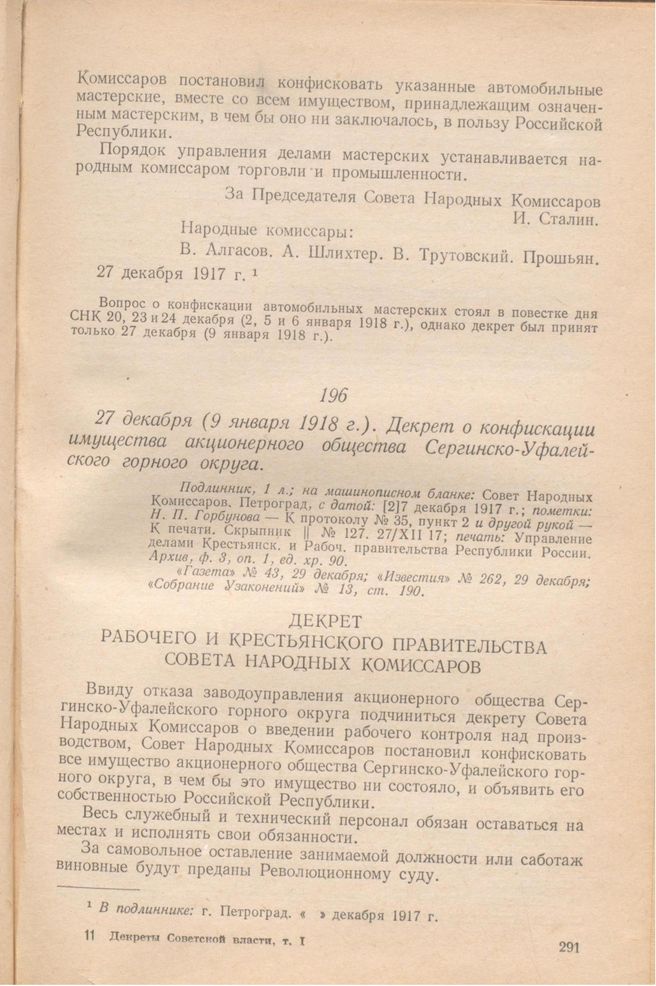 Комиссаров постановил конфисковать указанные автомобильные
мастерские, вместе со всем имуществом, принадлежащим означен-
ным мастерским, в чем бы оно ни заключалось, в пользу Российской
Республики.
Порядок управления делами мастерских устанавливается на-
родным комиссаром торговли и промышленности.
За Председателя Совета Народных Комиссаров
И. Сталин.
Народные комиссары:
В. Алгасов. А. Шлихтер. В. Трутовский. Прошьян.
27 декабря 1917 г. ¹
Вопрос о конфискации автомобильных мастерских стоял в повестке дня
СНК 20, 23 и 24 декабря (2, 5 и 6 января 1918 г.), однако декрет был принят
только 27 декабря (9 января 1918 г.).
196
27 декабря (9 января 1918 г.). Декрет о конфискации
имущества акционерного общества Сергинско-Уфалей-
ского горного округа.
Подлинник, 1 л.; на машинописном бланке: Совет Народных
Комиссаров. Петроград, с датой: [2]7 декабря 1917 г.; пометки:
Н. П. Горбунова — К протоколу № 35, пункт 2 и другой рукой —
К печати. Скрыпник || № 127. 27/XII 17; печать: Управление
делами Крестьянск. и Рабоч. правительства Республики России.
Архив, ф. 3, оп. 1, ед. хр. 90.
«Газета» № 43, 29 декабря; «Известия» № 262, 29 декабря;
«Собрание Узаконений» № 13, ст. 190.
ДЕКРЕТ
РАБОЧЕГО И КРЕСТЬЯНСКОГО ПРАВИТЕЛЬСТВА
СОВЕТА НАРОДНЫХ КОМИССАРОВ
Ввиду отказа заводоуправления акционерного общества Сер-
гинско-Уфалейского горного округа подчиниться декрету Совета
Народных Комиссаров о введении рабочего контроля над произ-
водством, Совет Народных Комиссаров постановил конфисковать
все имущество акционерного общества Сергинско-Уфалейского гор-
ного округа, в чем бы это имущество ни состояло, и объявить его
собственностью Российской Республики.
Весь служебный и технический персонал обязан оставаться на
местах и исполнять свои обязанности.
За самовольное оставление занимаемой должности или саботаж
виновные будут преданы Революционному суду.
¹ В подлиннике: г. Петроград. « » декабря 1917 г.
11 Декреты Советской власти, т. I
291